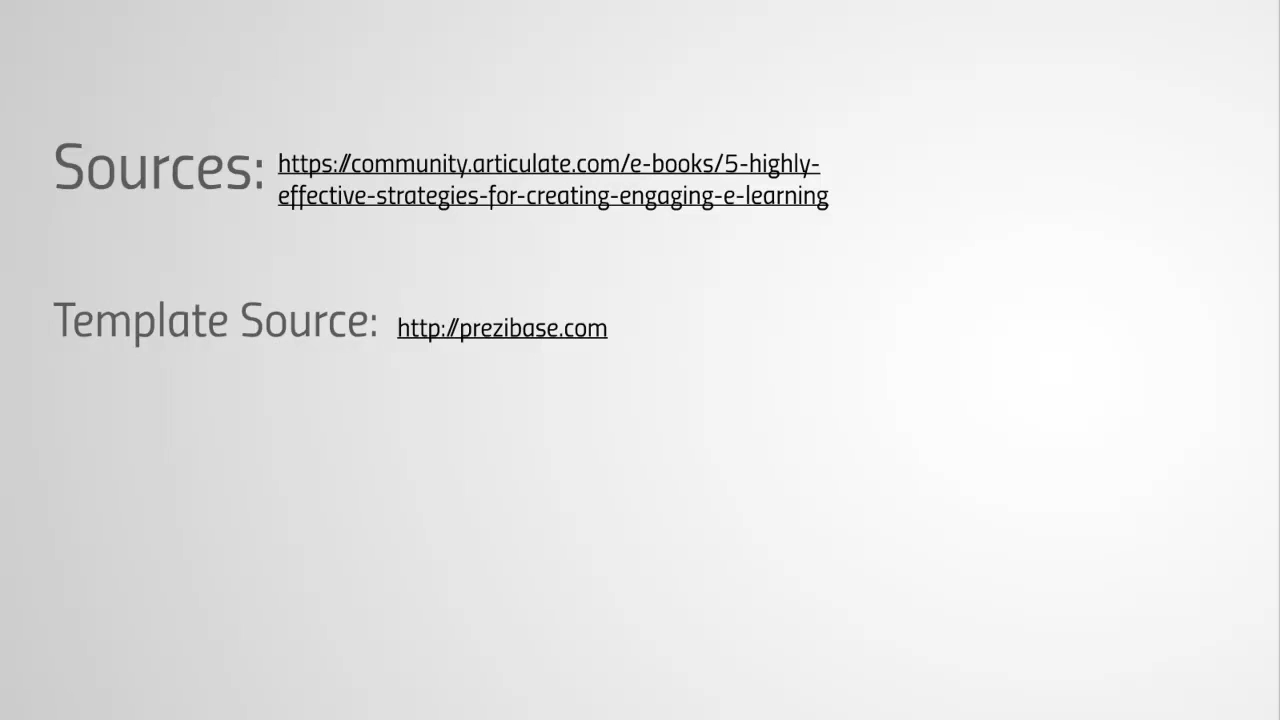 Sources: https://community.articulate.com/e-books/5-highly-
effective-strategies-for-creating-engaging-e-learning
Template Source: http://prezibase.com